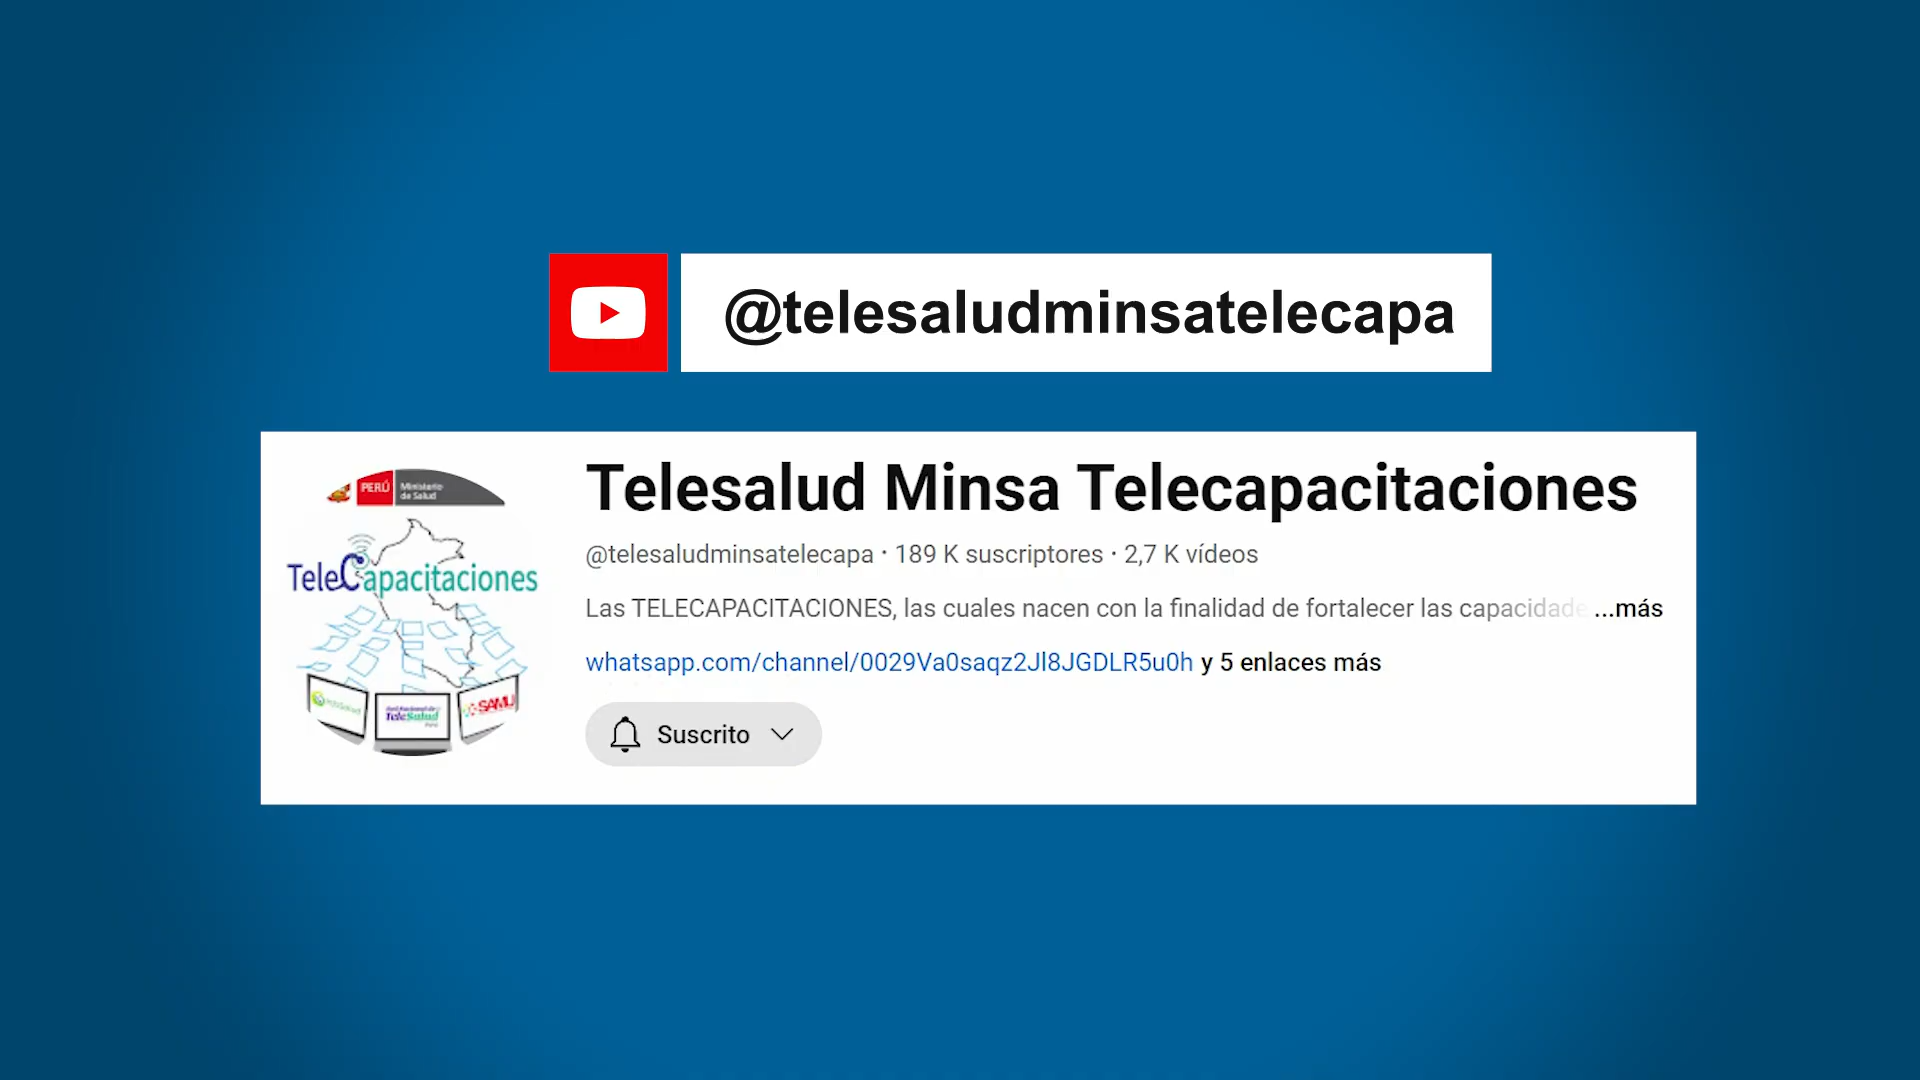 @telesaludminsatelecapa
PERÚ Ministerio de Salud
TeleCapacitaciones
TeleSalud
SAMU
Telesalud Minsa Telecapacitaciones
@telesaludminsatelecapa · 189 K suscriptores · 2,7 K vídeos
Las TELECAPACITACIONES, las cuales nacen con la finalidad de fortalecer las capacidade ...más
whatsapp.com/channel/0029Va0saqz2Jl8JGDLR5u0h y 5 enlaces más
Suscrito